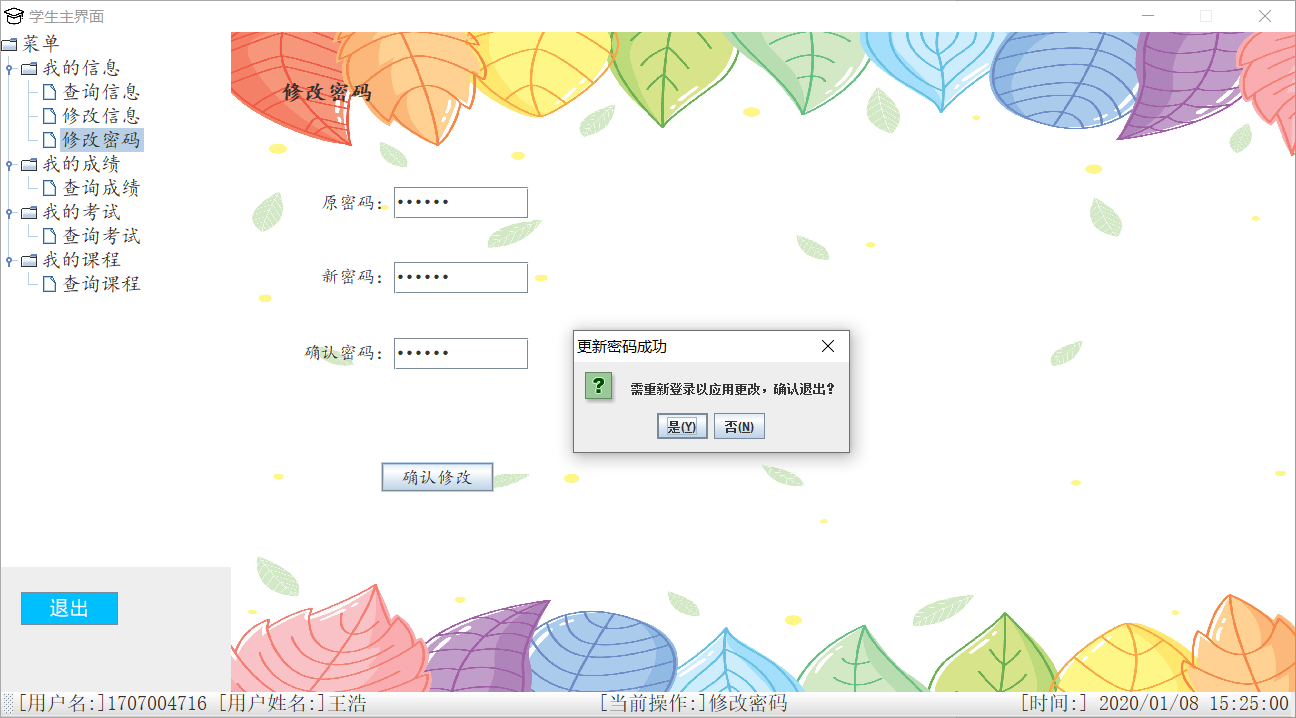 学生主界面
菜单
我的信息
查询信息
修改信息
修改密码
我的成绩
查询成绩
我的考试
查询考试
我的课程
查询课程
退出
修改密码
原密码：
新密码：
确认密码：
确认修改
更新密码成功
需重新登录以应用更改，确认退出？
是(Y) 否(N)
[用户名:]1707004716 [用户姓名:]王浩 [当前操作:]修改密码 [时间:] 2020/01/08 15:25:00